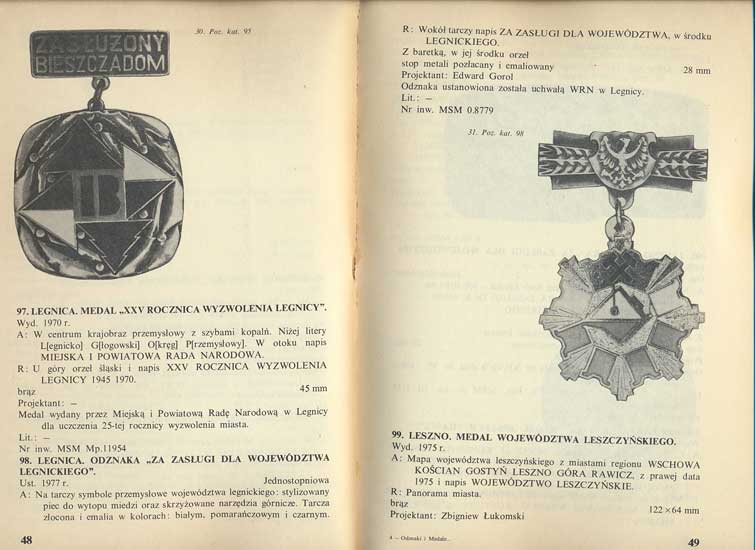 30. Poz. kat. 95
ZASŁUŻONY
BIESZCZADOM
97. LEGNICA. MEDAL „XXV ROCZNICA WYZWOLENIA LEGNICY”.
Wyd. 1970 r.
A: W centrum krajobraz przemysłowy z szybami kopalń. Niżej litery
L[egnicko] G[łogowski] O[kręg] P[rzemysłowy]. W otoku napis
MIEJSKA I POWIATOWA RADA NARODOWA.
R: U góry orzeł śląski i napis XXV ROCZNICA WYZWOLENIA
LEGNICY 1945 1970.
brąz 45 mm
Projektant: —
Medal wydany przez Miejską i Powiatową Radę Narodową w Legnicy
dla uczczenia 25-tej rocznicy wyzwolenia miasta.
Lit.: —
Nr inw. MSM Mp.11954
98. LEGNICA. ODZNAKA „ZA ZASŁUGI DLA WOJEWÓDZTWA
LEGNICKIEGO”.
Ust. 1977 r. Jednostopniowa
A: Na tarczy symbole przemysłowe województwa legnickiego: stylizowany
piec do wytopu miedzi oraz skrzyżowane narzędzia górnicze. Tarcza
złocona i emalia w kolorach: białym, pomarańczowym i czarnym.
48
R: Wokół tarczy napis ZA ZASŁUGI DLA WOJEWÓDZTWA, w środku
LEGNICKIEGO.
Z baretką, w jej środku orzeł
stop metali pozłacany i emaliowany 28 mm
Projektant: Edward Gorol
Odznaka ustanowiona została uchwałą WRN w Legnicy.
Lit.: —
Nr inw. MSM 0.8779
31. Poz. kat. 98
99. LESZNO. MEDAL WOJEWÓDZTWA LESZCZYŃSKIEGO.
Wyd. 1975 r.
A: Mapa województwa leszczyńskiego z miastami regionu WSCHOWA
KOŚCIAN GOSTYŃ LESZNO GÓRA RAWICZ, z prawej data
1975 i napis WOJEWÓDZTWO LESZCZYŃSKIE.
R: Panorama miasta.
brąz 122 × 64 mm
Projektant: Zbigniew Łukomski
4 — Odznaki i Medale...
49